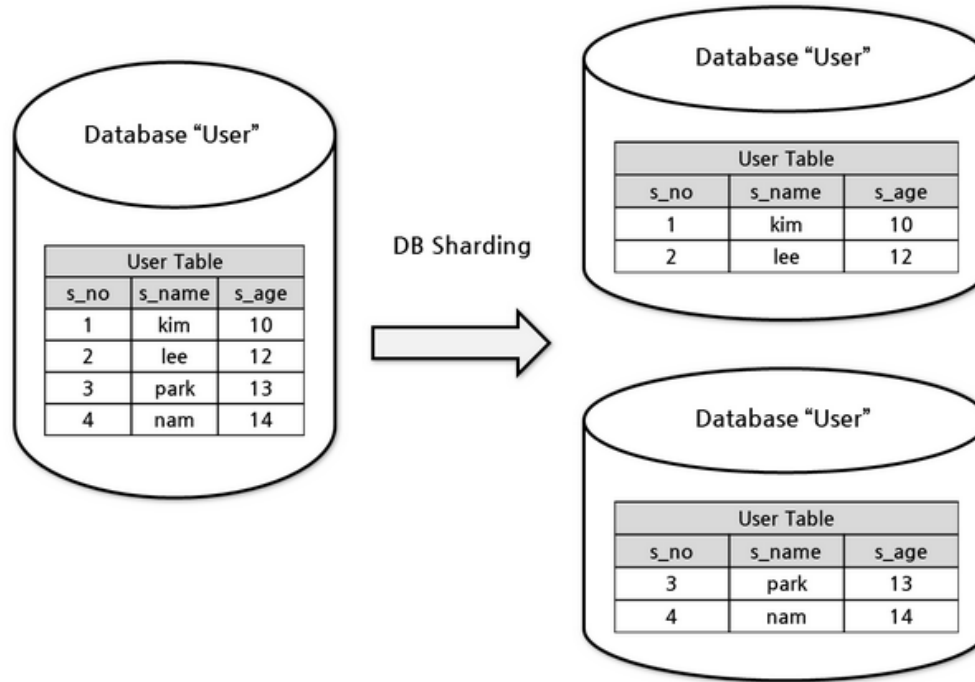 Database “User”
User Table
s_no s_name s_age
1 kim 10
2 lee 12
3 park 13
4 nam 14
DB Sharding
Database “User”
User Table
s_no s_name s_age
1 kim 10
2 lee 12
Database “User”
User Table
s_no s_name s_age
3 park 13
4 nam 14